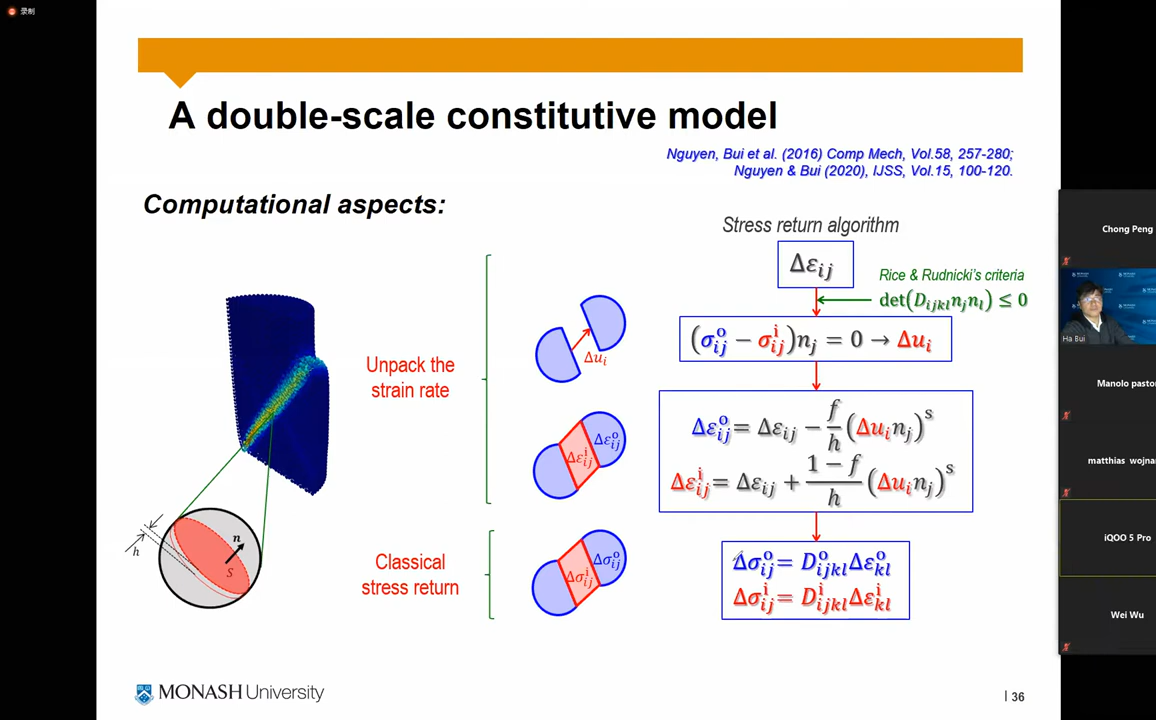 录制
A double-scale constitutive model
Nguyen, Bui et al. (2016) Comp Mech, Vol.58, 257-280;
Nguyen & Bui (2020), IJSS, Vol.15, 100-120.
Computational aspects:
Stress return algorithm
Δε_ij
Rice & Rudnicki's criteria
det(D_ijkl n_j n_l) ≤ 0
(σ^o_ij − σ^i_ij)n_j = 0 → Δu_i
Unpack the
strain rate
Δu_i
Δε^o_ij = Δε_ij − f/h (Δu_i n_j)^s
Δε^i_ij = Δε_ij + (1 − f)/h (Δu_i n_j)^s
Δε^o_ij
Δε^i_ij
h
n
S
Classical
stress return
Δσ^o_ij
Δσ^i_ij
Δσ^o_ij = D^o_ijkl Δε^o_kl
Δσ^i_ij = D^i_ijkl Δε^i_kl
MONASH University
36
Chong Peng
Ha Bui
Manolo pasto
matthias wojna
iQOO 5 Pro
Wei Wu